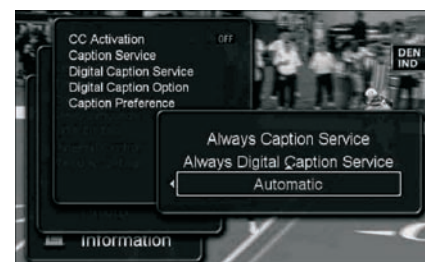 CC Activation OFF
Caption Service
Digital Caption Service
Digital Caption Option
Caption Preference
DEN
IND
Always Caption Service
Always Digital Caption Service
Automatic
Information